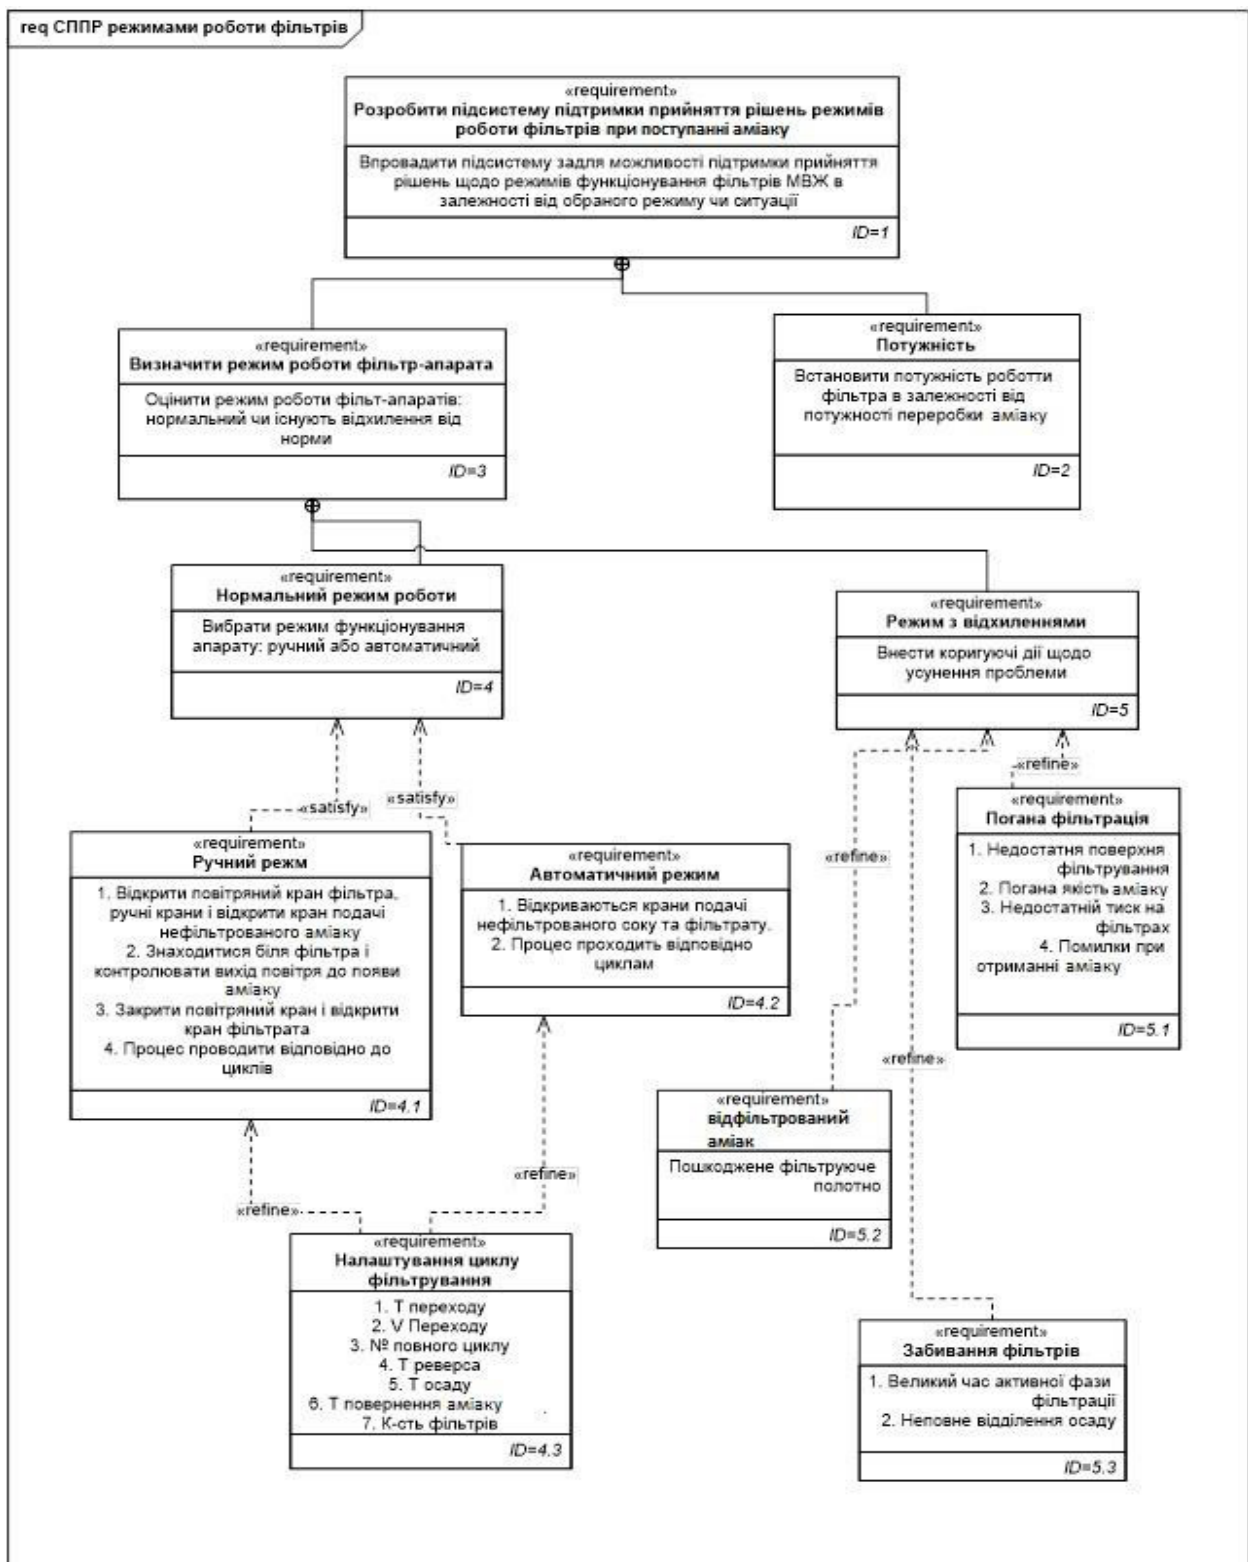 req СППР режимами роботи фільтрів
«requirement»
Розробити підсистему підтримки прийняття рішень режимів
роботи фільтрів при поступанні аміаку
Впровадити підсистему задля можливості підтримки прийняття
рішень щодо режимів функціонування фільтрів МВЖ в
залежності від обраного режиму чи ситуації
ID=1
«requirement»
Визначити режим роботи фільтр-апарата
Оцінити режим роботи фільт-апаратів:
нормальний чи існують відхилення від
норми
ID=3
«requirement»
Потужність
Встановити потужність роботти
фільтра в залежності від
потужності переробки аміаку
ID=2
«requirement»
Нормальний режим роботи
Вибрати режим функціонування
апарату: ручний або автоматичний
ID=4
«requirement»
Режим з відхиленнями
Внести коригуючі дії щодо
усунення проблеми
ID=5
«satisfy»
«satisfy»
«refine»
«requirement»
Ручний режм
1. Відкрити повітряний кран фільтра,
ручні крани і відкрити кран подачі
нефільтрованого аміаку
2. Знаходитися біля фільтра і
контролювати вихід повітря до появи
аміаку
3. Закрити повітряний кран і відкрити
кран фільтрата
4. Процес проводити відповідно до
циклів
ID=4.1
«requirement»
Автоматичний режим
1. Відкриваються крани подачі
нефільтрованого соку та фільтрату.
2. Процес проходить відповідно
циклам
ID=4.2
«requirement»
Погана фільтрація
1. Недостатня поверхня
фільтрування
2. Погана якість аміаку
3. Недостатній тиск на
фільтрах
4. Помилки при
отриманні аміаку
ID=5.1
«refine»
«refine»
«requirement»
відфільтрований
аміак
Пошкоджене фільтруюче
полотно
ID=5.2
«refine»
«refine»
«requirement»
Налаштування циклу
фільтрування
1. Т переходу
2. V Переходу
3. № повного циклу
4. Т реверса
5. Т осаду
6. Т повернення аміаку
7. К-сть фільтрів
ID=4.3
«requirement»
Забивання фільтрів
1. Великий час активної фази
фільтрації
2. Неповне відділення осаду
ID=5.3